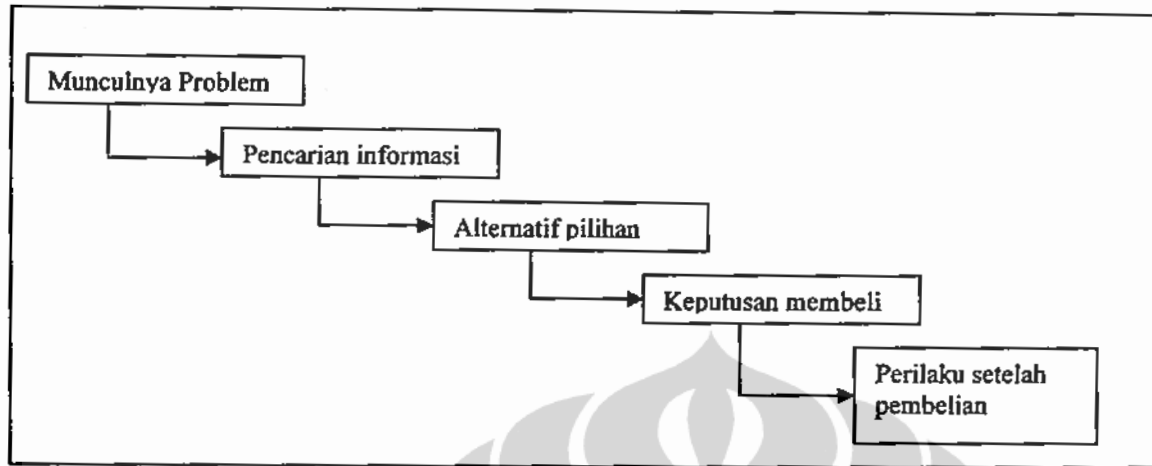 Munculnya Problem
Pencarian informasi
Alternatif pilihan
Keputusan membeli
Perilaku setelah
pembelian